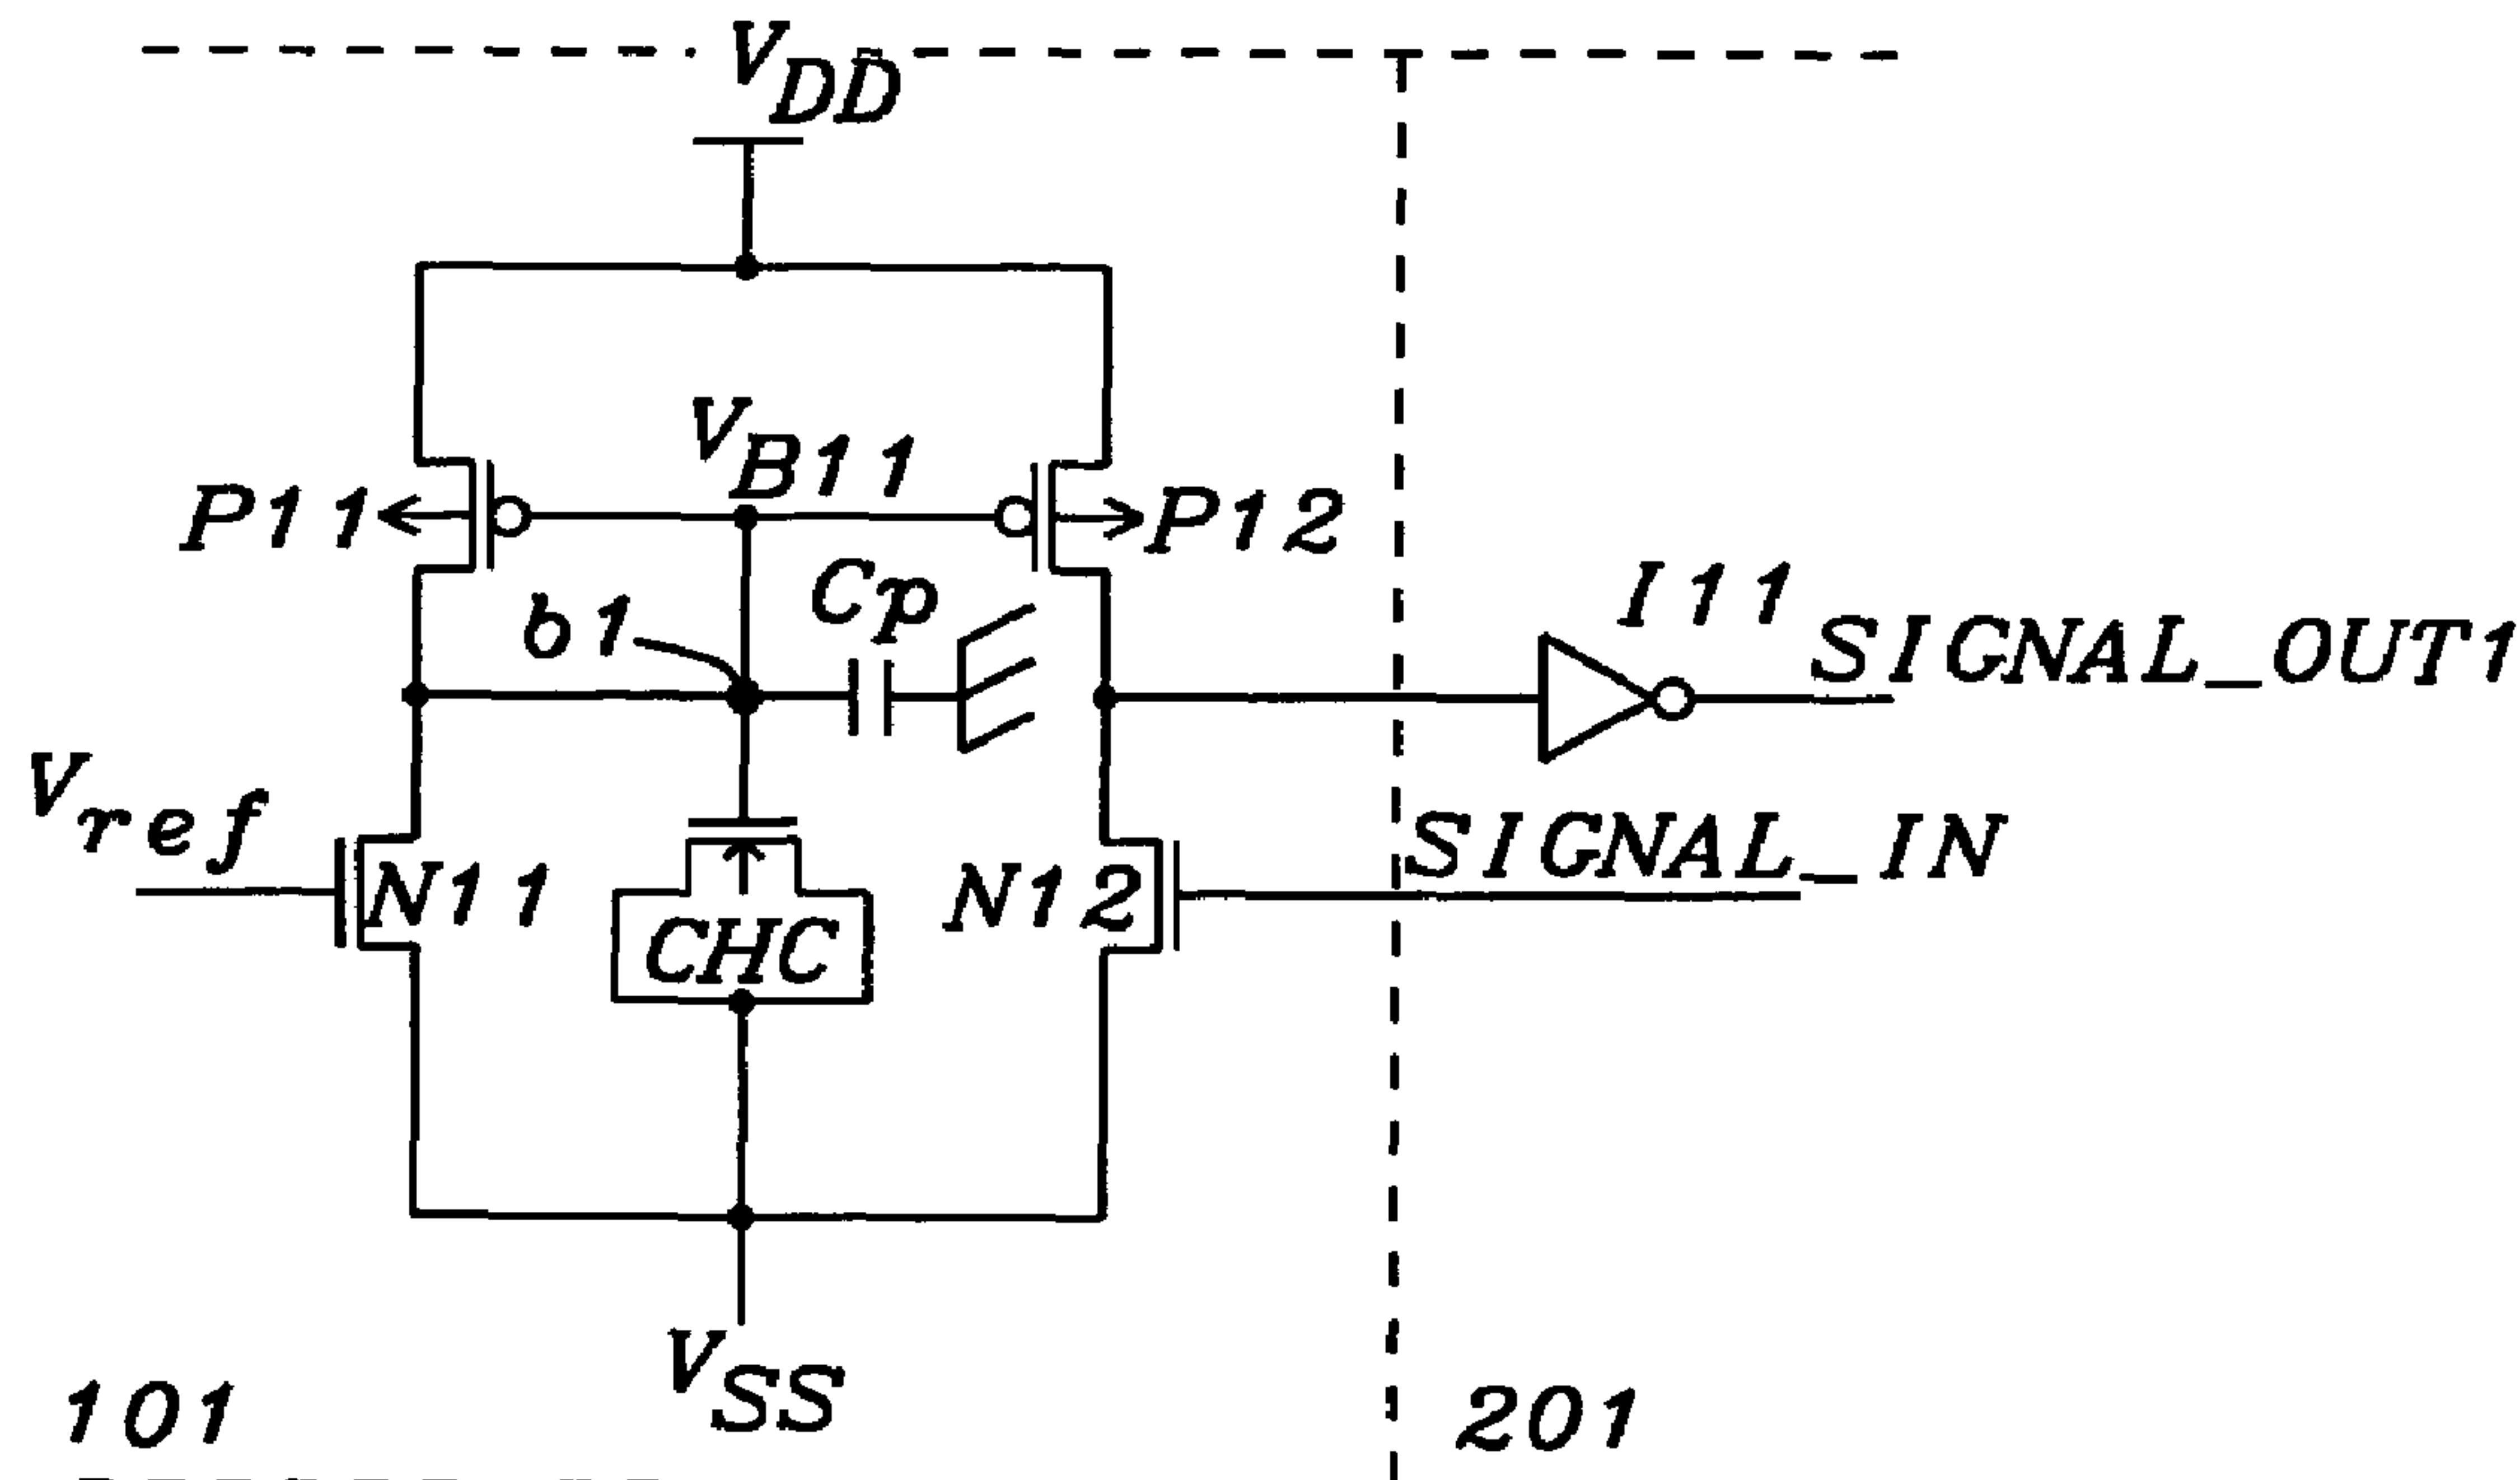 VDD
VB11
P11
P12
Cp
b1
I11
SIGNAL_OUT1
Vref
N11
CHC
N12
SIGNAL_IN
VSS
101
201